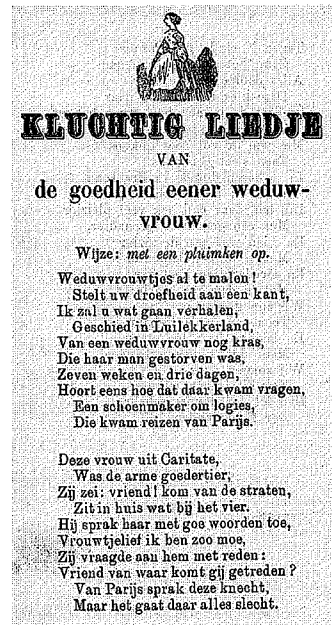 KLUCHTIG LIEDJE
VAN
de goedheid eener weduw-
vrouw.
Wijze: met een pluimken op.
Weduwvrouwtjes al te malen!
Stelt uw droefheid aan een kant,
Ik zal u wat gaan verhalen,
Geschied in Luilekkerland,
Van een weduwvrouw nog kras,
Die haar man gestorven was,
Zeven weken en drie dagen,
Hoort eens hoe dat daar kwam vragen,
Een schoenmaker om logies,
Die kwam reizen van Parijs.
Deze vrouw uit Caritate,
Was de arme goedertier,
Zij zei: vriend! kom van de straten,
Zit in huis wat bij het vier.
Hij sprak haar met goe woorden toe,
Vrouwtjelief ik ben zoo moe,
Zij vraagde aan hem met reden:
Vriend van waar komt gij getreden?
Van Parijs sprak deze knecht,
Maar het gaat daar alles slecht.